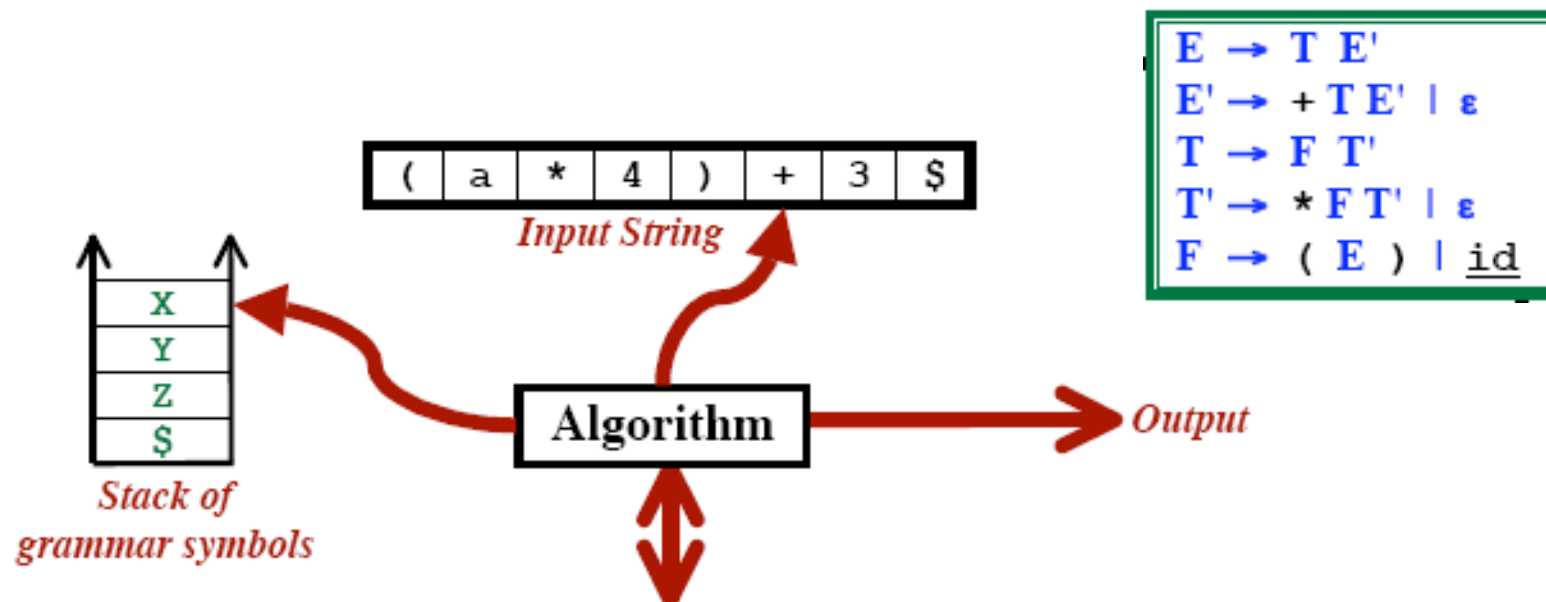 E → T E'
E' → + T E' | ε
T → F T'
T' → * F T' | ε
F → ( E ) | id
( a * 4 ) + 3 $
Input String
X
Y
Z
$
Stack of
grammar symbols
Algorithm
Output